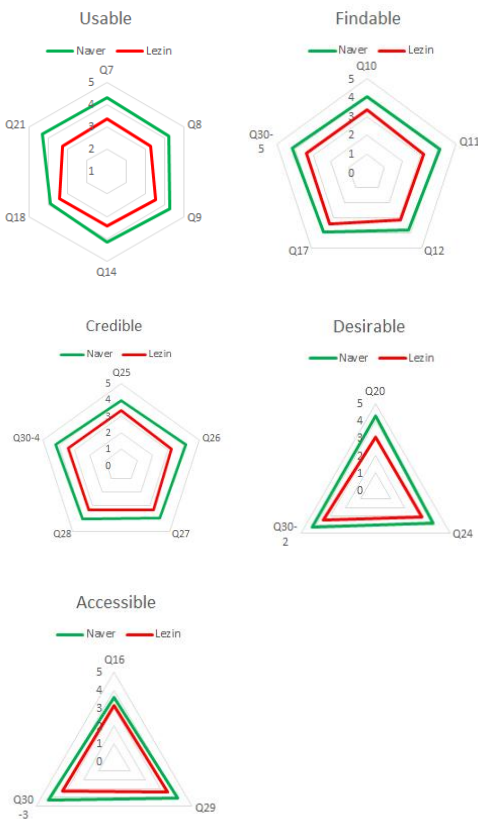 Usable
Naver Lezin
Q7
5
4
3
2
1
Q8
Q9
Q14
Q18
Q21
Findable
Naver Lezin
Q10
5
4
3
2
1
0
Q11
Q12
Q17
Q30-
5
Credible
Naver Lezin
Q25
5
4
3
2
1
0
Q26
Q27
Q28
Q30-4
Desirable
Naver Lezin
Q20
5
4
3
2
1
0
Q24
Q30-
2
Accessible
Naver Lezin
Q16
5
4
3
2
1
0
Q29
Q30
-3